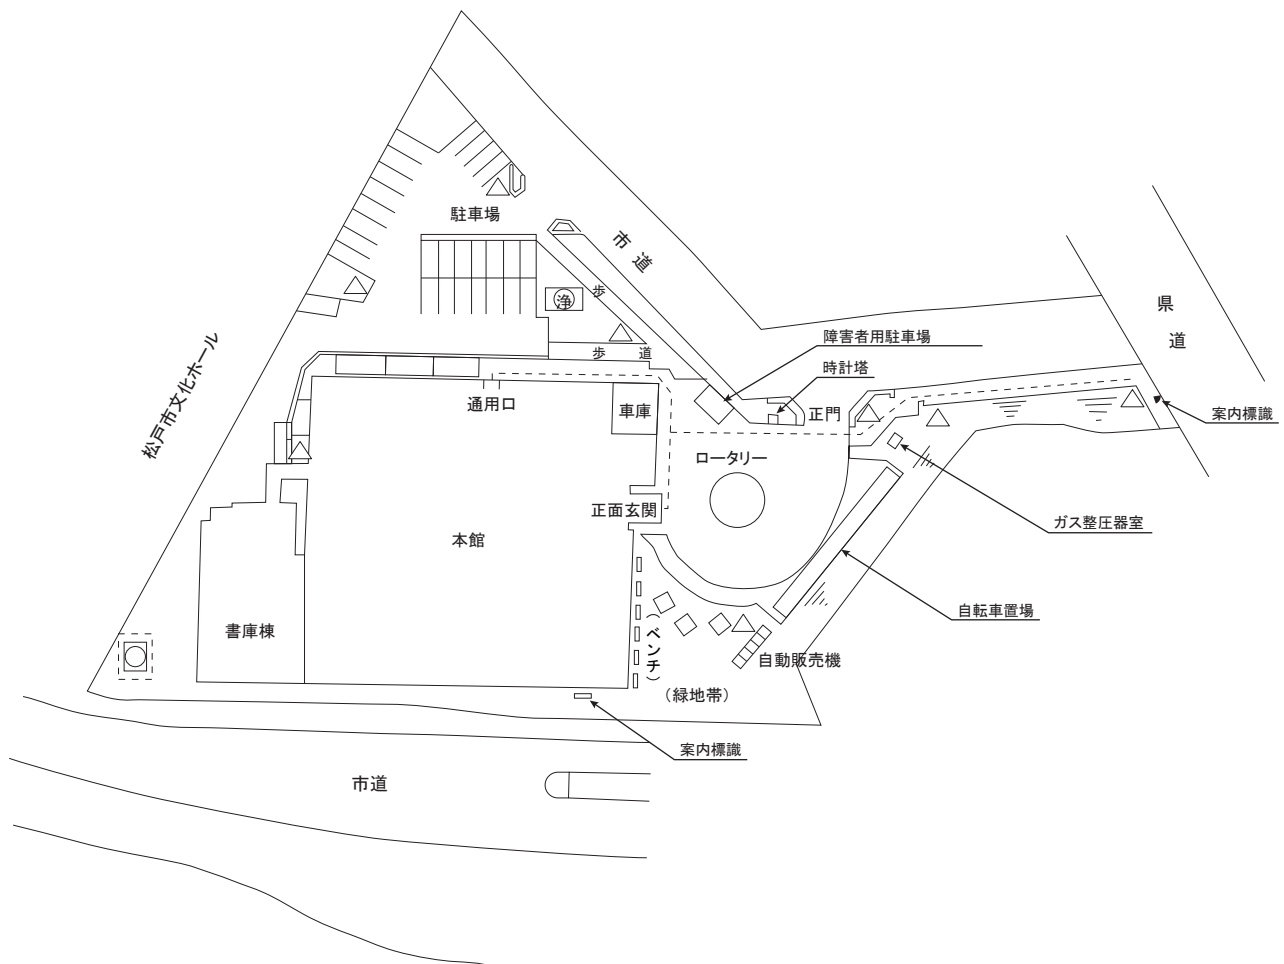 駐車場
市道
県道
浄
歩
歩道
障害者用駐車場
時計塔
松戸市文化ホール
通用口
車庫
正門
案内標識
ロータリー
正面玄関
ガス整圧器室
本館
自転車置場
書庫棟
(ベンチ)
自動販売機
(緑地帯)
案内標識
市道